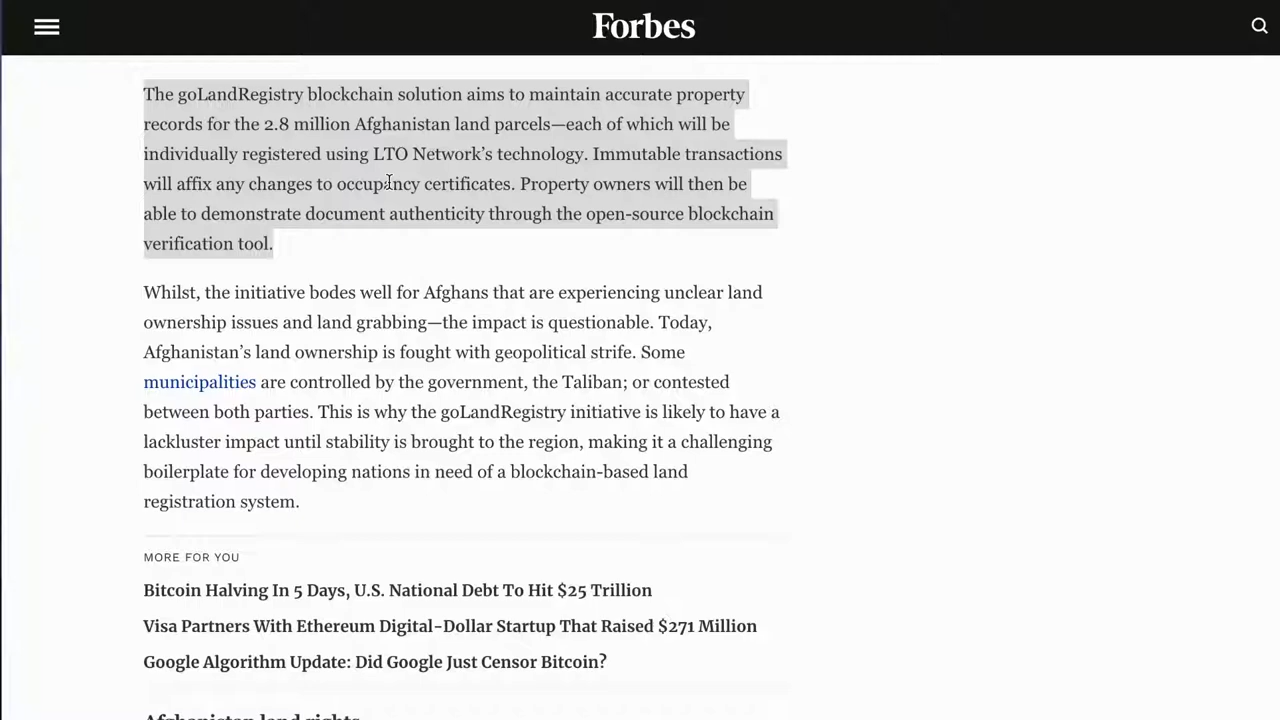 Forbes
The goLandRegistry blockchain solution aims to maintain accurate property
records for the 2.8 million Afghanistan land parcels—each of which will be
individually registered using LTO Network’s technology. Immutable transactions
will affix any changes to occupancy certificates. Property owners will then be
able to demonstrate document authenticity through the open-source blockchain
verification tool.
Whilst, the initiative bodes well for Afghans that are experiencing unclear land
ownership issues and land grabbing—the impact is questionable. Today,
Afghanistan’s land ownership is fought with geopolitical strife. Some
municipalities are controlled by the government, the Taliban; or contested
between both parties. This is why the goLandRegistry initiative is likely to have a
lackluster impact until stability is brought to the region, making it a challenging
boilerplate for developing nations in need of a blockchain-based land
registration system.
MORE FOR YOU
Bitcoin Halving In 5 Days, U.S. National Debt To Hit $25 Trillion
Visa Partners With Ethereum Digital-Dollar Startup That Raised $271 Million
Google Algorithm Update: Did Google Just Censor Bitcoin?
Afghanistan land rights